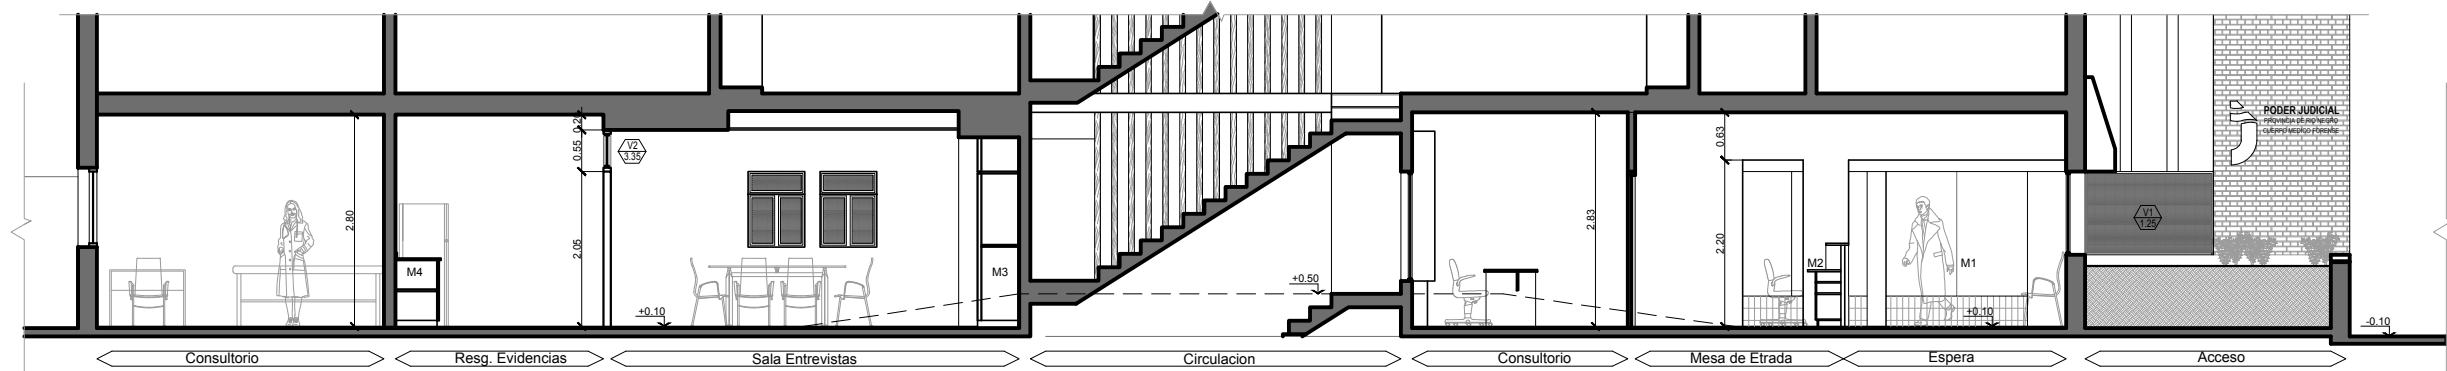 PODER JUDICIAL
PROVINCIA DE RIO NEGRO
CUERPO MEDICO FORENSE
0.20
0.55
V2
3.35
0.63
2.80
2.05
2.83
2.20
V1
1.25
M4
M3
M2
M1
+0.50
+0.10
+0.10
-0.10
Consultorio
Resg. Evidencias
Sala Entrevistas
Circulacion
Consultorio
Mesa de Etrada
Espera
Acceso